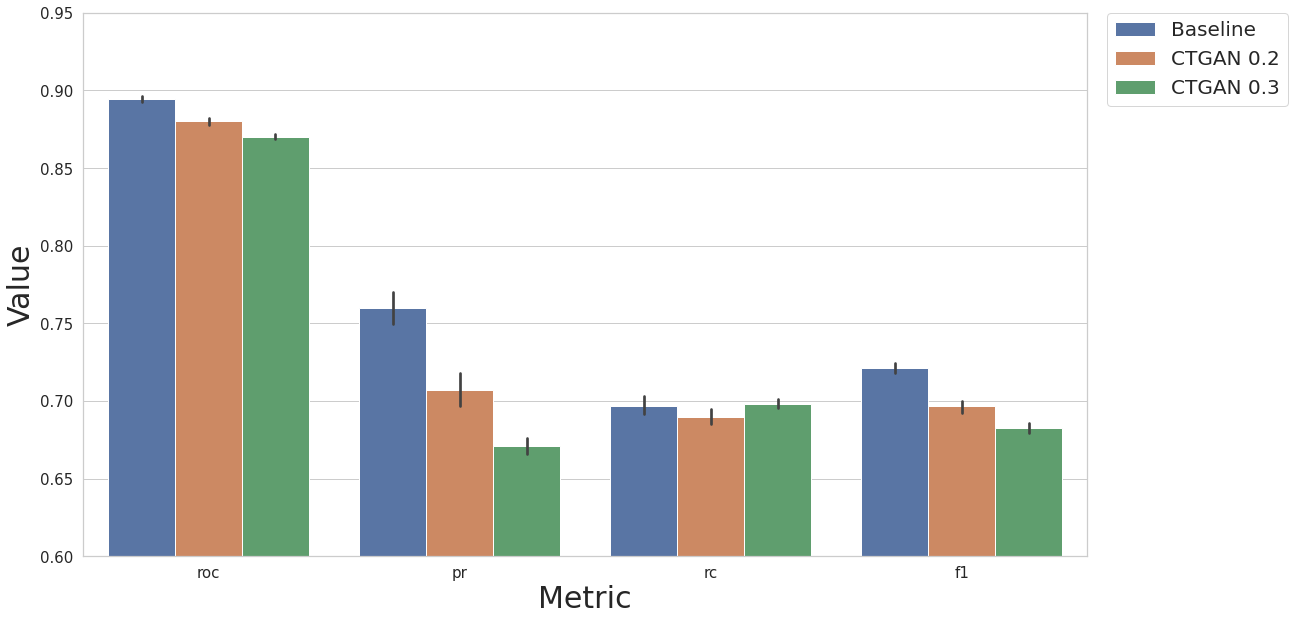 Value
0.95
0.90
0.85
0.80
0.75
0.70
0.65
0.60
roc pr rc f1
Metric
Baseline
CTGAN 0.2
CTGAN 0.3